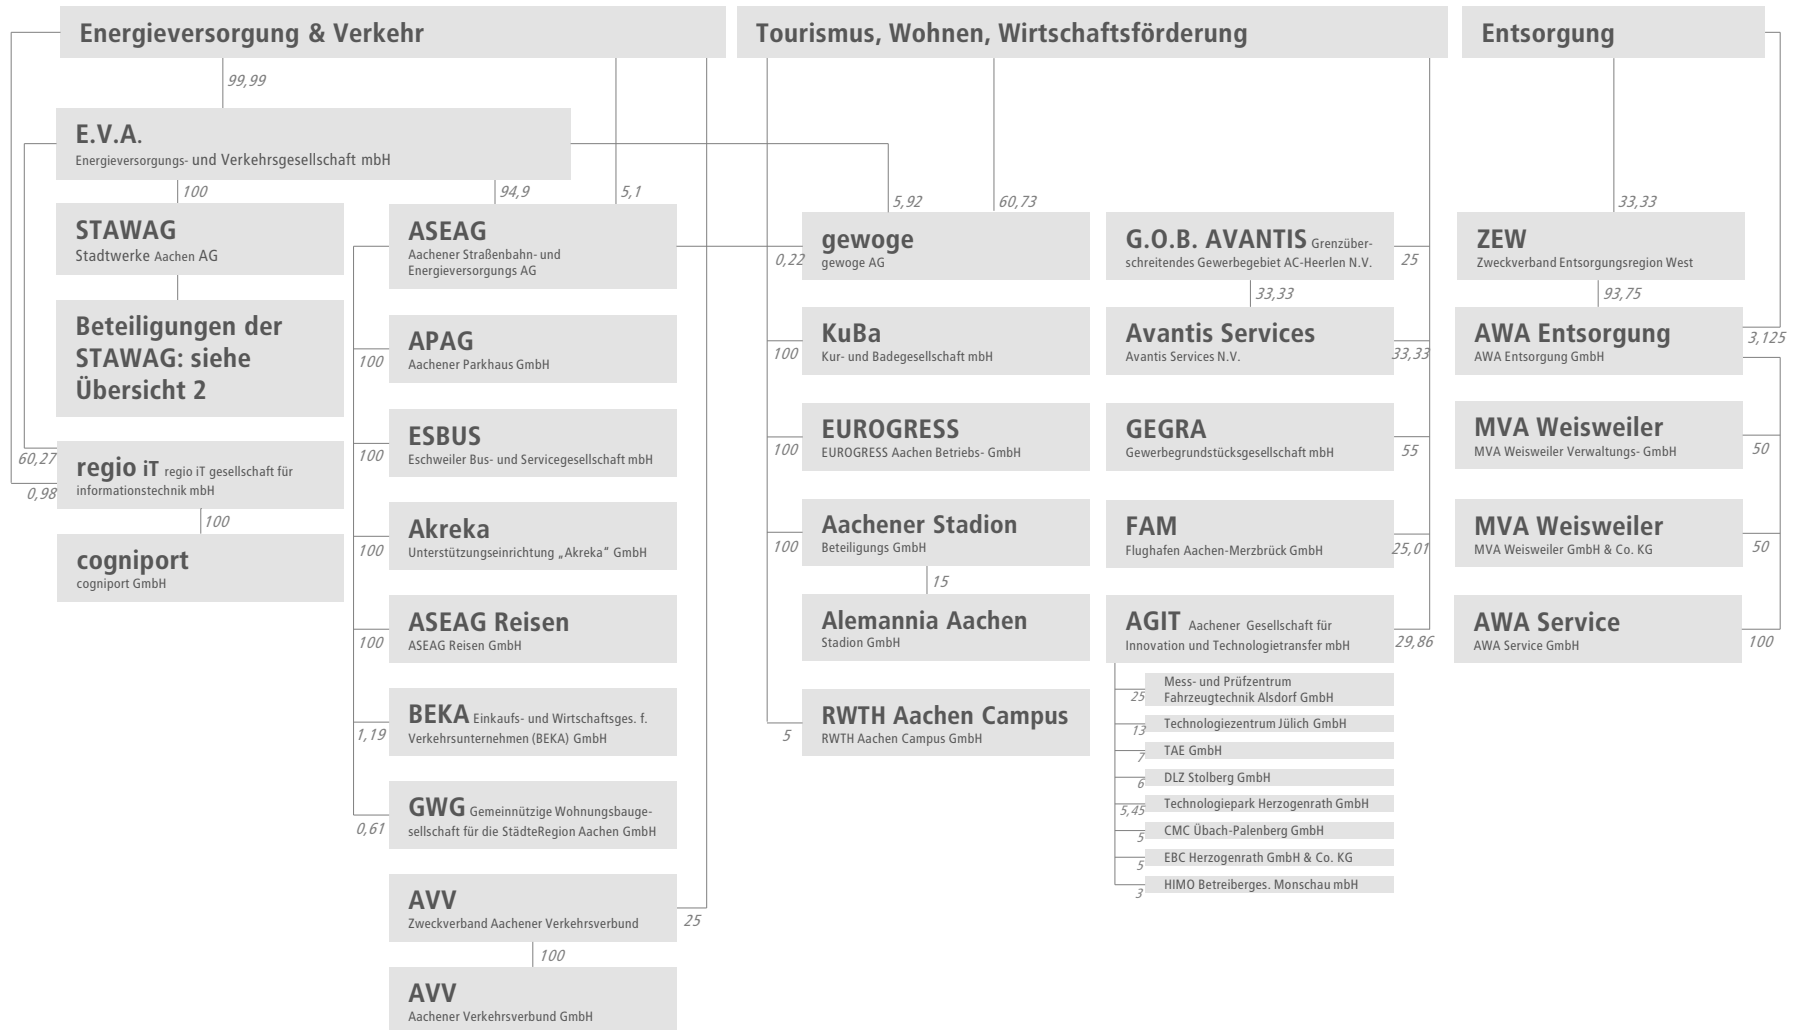 Energieversorgung & Verkehr
99,99
E.V.A.
Energieversorgungs- und Verkehrsgesellschaft mbH
100
94,9
5,1
STAWAG
Stadtwerke Aachen AG
Beteiligungen der
STAWAG: siehe
Übersicht 2
60,27
0,98
regio iT regio iT gesellschaft für
informationstechnik mbH
100
cogniport
cogniport GmbH
ASEAG
Aachener Straßenbahn- und
Energieversorgungs AG
APAG
Aachener Parkhaus GmbH
100
ESBUS
Eschweiler Bus- und Servicegesellschaft mbH
100
Akreka
Unterstützungseinrichtung „Akreka“ GmbH
100
ASEAG Reisen
ASEAG Reisen GmbH
100
BEKA Einkaufs- und Wirtschaftsges. f.
Verkehrsunternehmen (BEKA) GmbH
1,19
GWG Gemeinnützige Wohnungsbauge-
sellschaft für die StädteRegion Aachen GmbH
0,61
AVV
Zweckverband Aachener Verkehrsverbund
25
100
AVV
Aachener Verkehrsverbund GmbH
Tourismus, Wohnen, Wirtschaftsförderung
5,92
60,73
gewoge
gewoge AG
0,22
KuBa
Kur- und Badegesellschaft mbH
100
EUROGRESS
EUROGRESS Aachen Betriebs- GmbH
100
Aachener Stadion
Beteiligungs GmbH
100
15
Alemannia Aachen
Stadion GmbH
RWTH Aachen Campus
RWTH Aachen Campus GmbH
5
G.O.B. AVANTIS Grenzüber-
schreitendes Gewerbegebiet AC-Heerlen N.V.
25
33,33
Avantis Services
Avantis Services N.V.
33,33
GEGRA
Gewerbegrundstücksgesellschaft mbH
55
FAM
Flughafen Aachen-Merzbrück GmbH
25,01
AGIT Aachener Gesellschaft für
Innovation und Technologietransfer mbH
29,86
Mess- und Prüfzentrum
Fahrzeugtechnik Alsdorf GmbH
25
Technologiezentrum Jülich GmbH
13
TAE GmbH
7
DLZ Stolberg GmbH
6
Technologiepark Herzogenrath GmbH
5,45
CMC Übach-Palenberg GmbH
5
EBC Herzogenrath GmbH & Co. KG
5
HIMO Betreiberges. Monschau mbH
3
Entsorgung
33,33
ZEW
Zweckverband Entsorgungsregion West
93,75
AWA Entsorgung
AWA Entsorgung GmbH
3,125
MVA Weisweiler
MVA Weisweiler Verwaltungs- GmbH
50
MVA Weisweiler
MVA Weisweiler GmbH & Co. KG
50
AWA Service
AWA Service GmbH
100